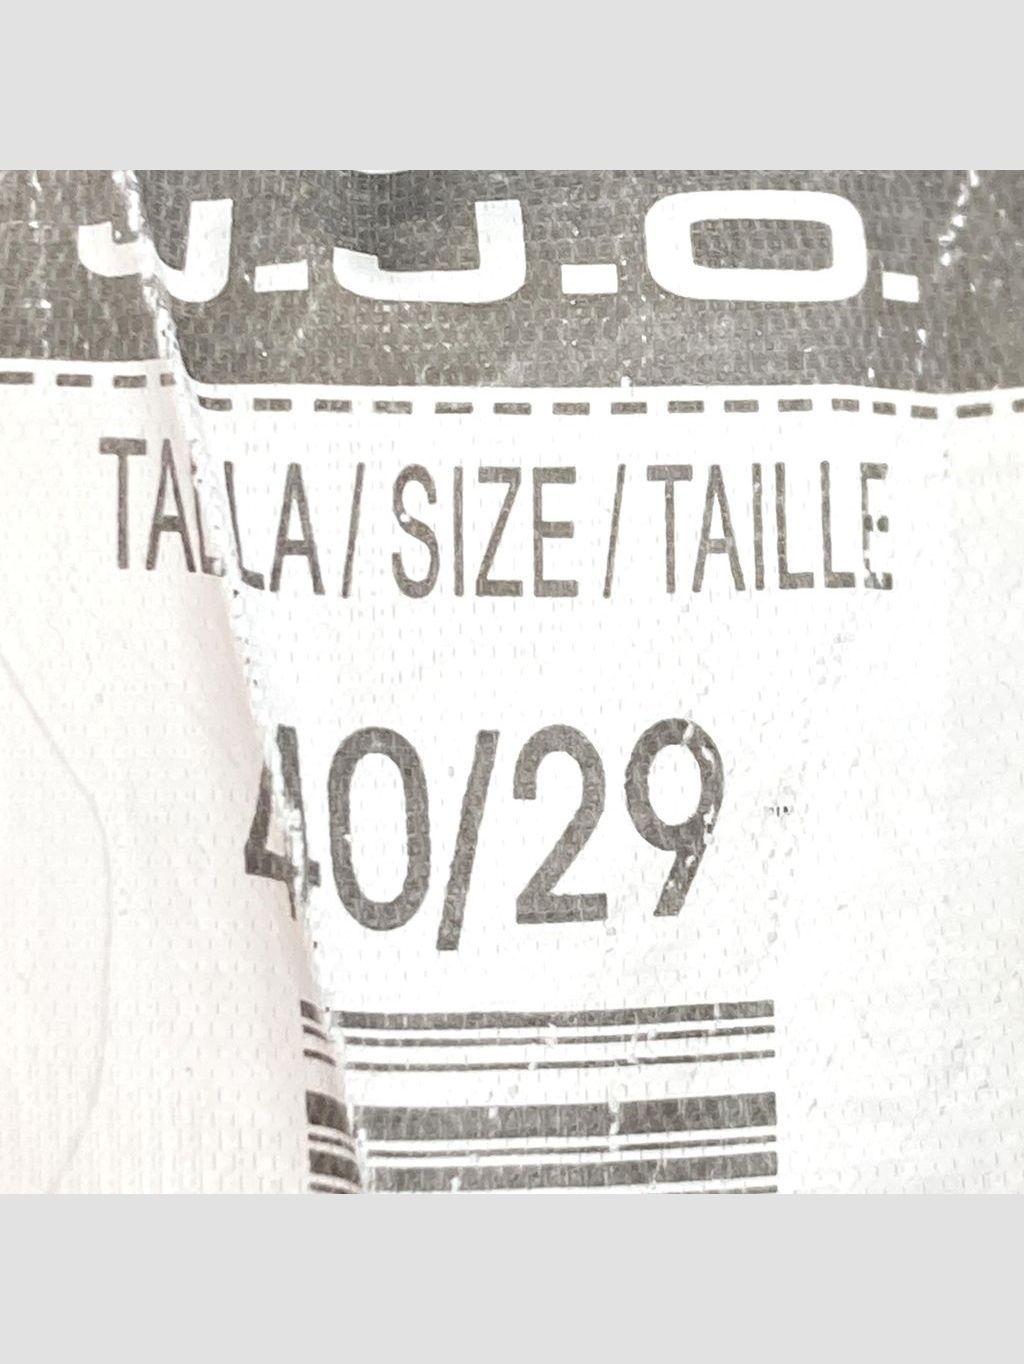 J.J.O.
TALLA / SIZE / TAILLE
40/29